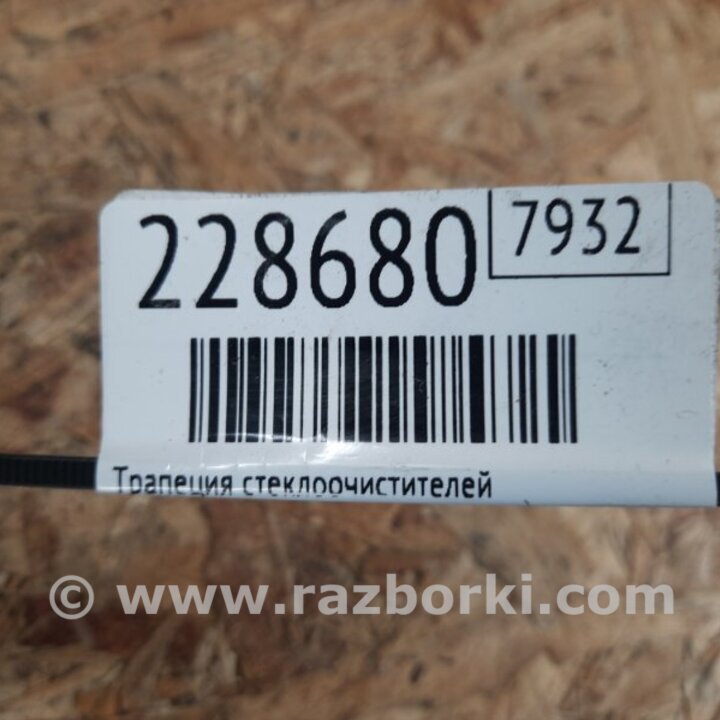 228680
7932
Трапеция стеклоочистителей
© www.razborki.com